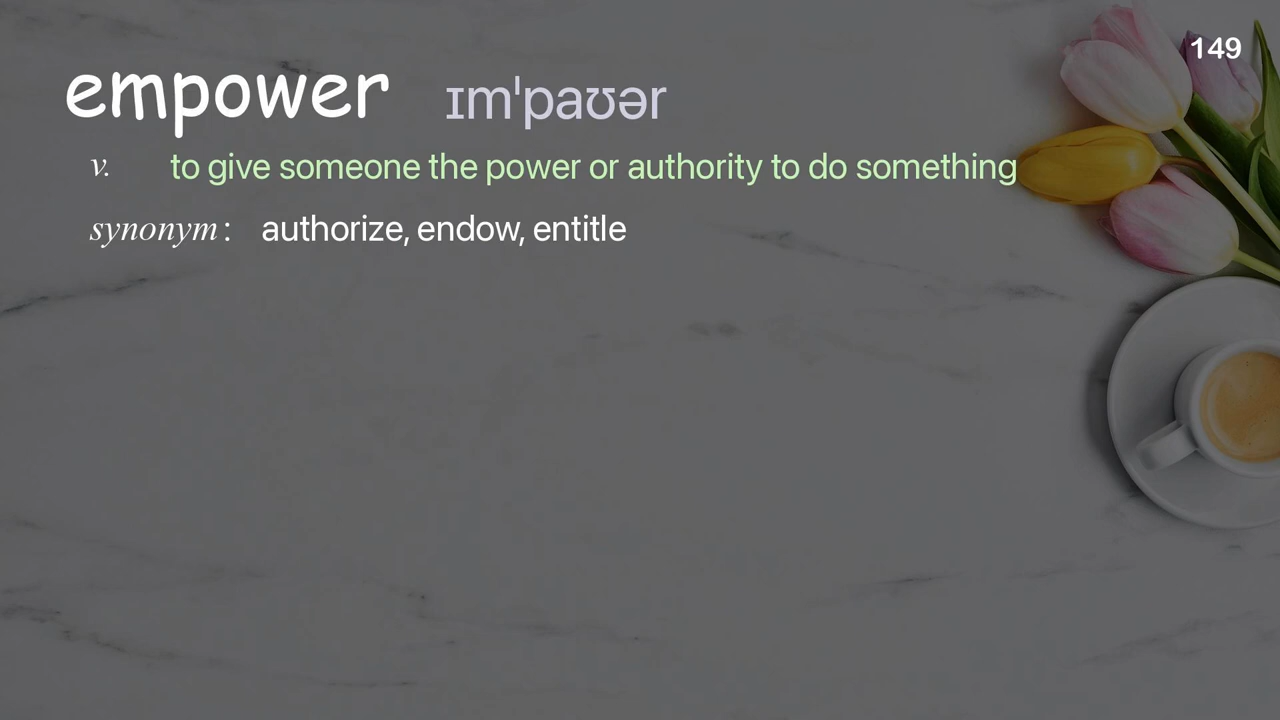 149
empower ɪmˈpaʊər
v. to give someone the power or authority to do something
synonym: authorize, endow, entitle